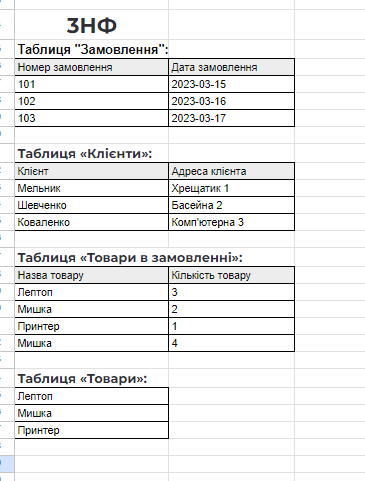 3НФ
Таблиця "Замовлення":
Номер замовлення Дата замовлення
101 2023-03-15
102 2023-03-16
103 2023-03-17
Таблиця «Клієнти»:
Клієнт Адреса клієнта
Мельник Хрещатик 1
Шевченко Басейна 2
Коваленко Комп'ютерна 3
Таблиця «Товари в замовленні»:
Назва товару Кількість товару
Лептоп 3
Мишка 2
Принтер 1
Мишка 4
Таблиця «Товари»:
Лептоп
Мишка
Принтер